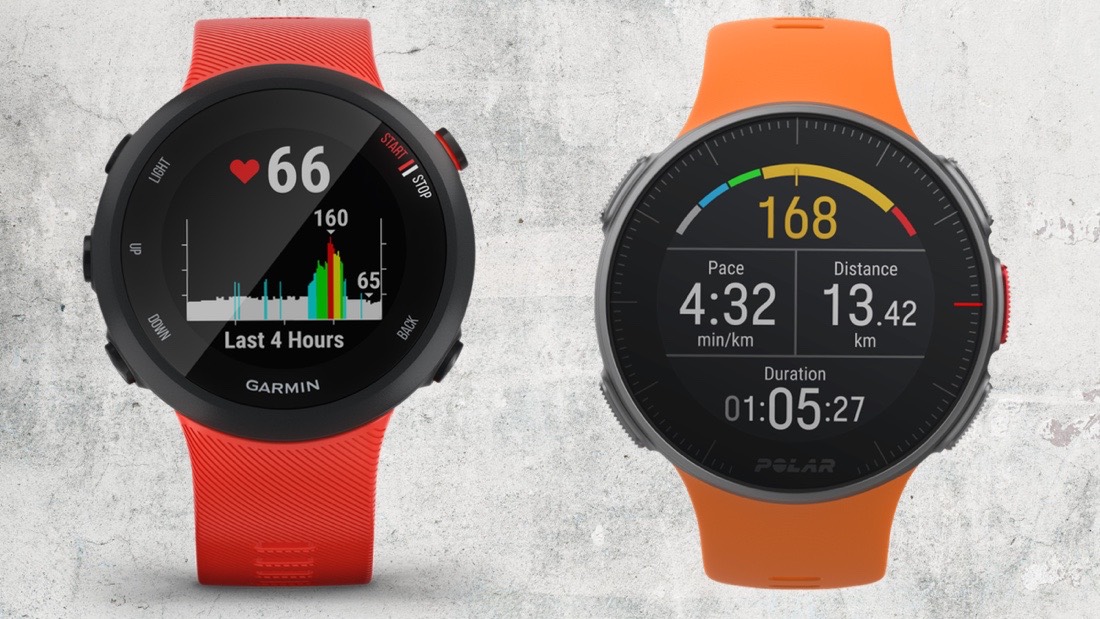 LIGHT
UP
DOWN
START
STOP
BACK
66
160
65
Last 4 Hours
GARMIN
168
Pace
Distance
4:32
13.42
min/km
km
Duration
01:05:27
POLAR